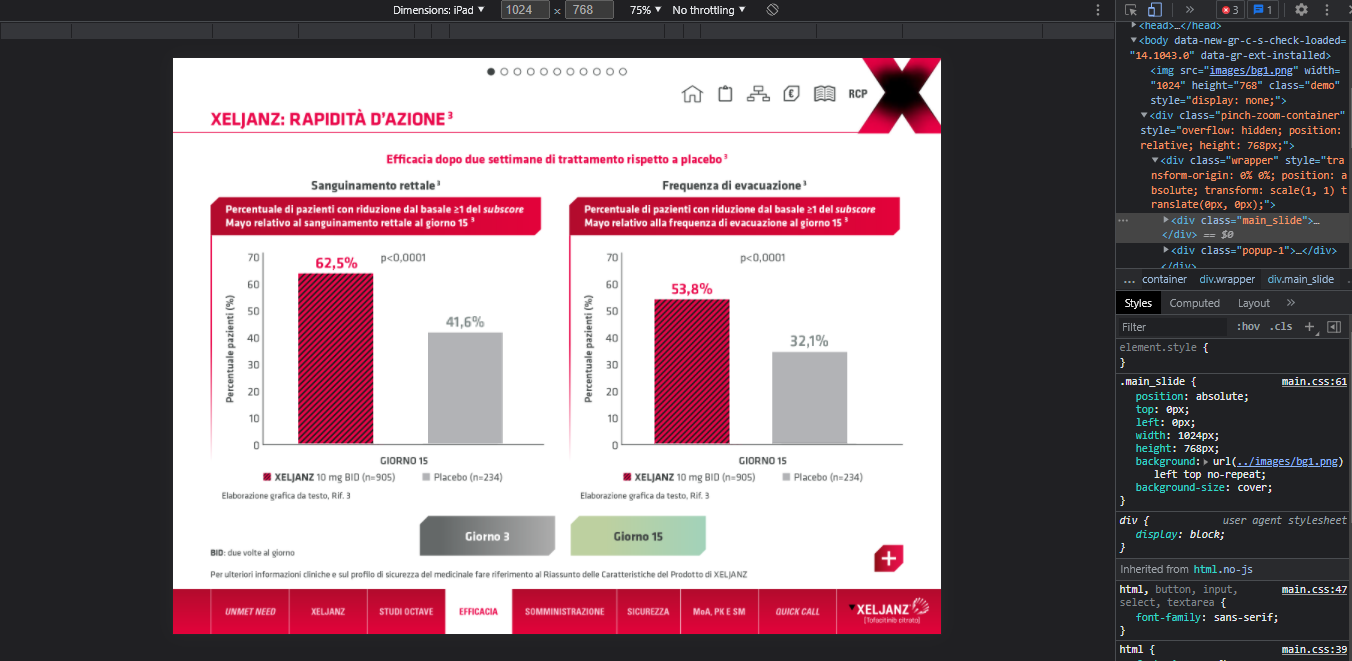 Dimensions: iPad ▼ 1024 × 768 75% ▼ No throttling ▼
3 1
XELJANZ: RAPIDITÀ D'AZIONE 3
€ RCP
Efficacia dopo due settimane di trattamento rispetto a placebo 3
Sanguinamento rettale 3
Percentuale di pazienti con riduzione dal basale ≥1 del subscore
Mayo relativo al sanguinamento rettale al giorno 15 3
Percentuale pazienti (%)
70
60
50
40
30
20
10
0
62,5%
p<0,0001
41,6%
GIORNO 15
XELJANZ 10 mg BID (n=905) Placebo (n=234)
Elaborazione grafica da testo, Rif. 3
Frequenza di evacuazione 3
Percentuale di pazienti con riduzione dal basale ≥1 del subscore
Mayo relativo alla frequenza di evacuazione al giorno 15 3
Percentuale pazienti (%)
70
60
50
40
30
20
10
0
53,8%
p<0,0001
32,1%
GIORNO 15
XELJANZ 10 mg BID (n=905) Placebo (n=234)
Elaborazione grafica da testo, Rif. 3
Giorno 3 Giorno 15
BID: due volte al giorno
Per ulteriori informazioni cliniche e sul profilo di sicurezza del medicinale fare riferimento al Riassunto delle Caratteristiche del Prodotto di XELJANZ
UNMET NEED XELJANZ STUDI OCTAVE EFFICACIA SOMMINISTRAZIONE SICUREZZA MoA, PK E SM QUICK CALL XELJANZ
(Tofacitinib citrato)
<head>…</head>
<body data-new-gr-c-s-check-loaded=
"14.1043.0" data-gr-ext-installed>
<img src="images/bg1.png" width=
"1024" height="768" class="demo"
style="display: none;">
<div class="pinch-zoom-container"
style="overflow: hidden; position:
relative; height: 768px;">
<div class="wrapper" style="tra
nsform-origin: 0% 0%; position: a
bsolute; transform: scale(1, 1) t
ranslate(0px, 0px);">
<div class="main_slide">…
</div> == $0
<div class="popup-1">…</div>
</div>
… container div.wrapper div.main_slide
Styles Computed Layout »
Filter :hov .cls +
element.style {
}
.main_slide { main.css:61
position: absolute;
top: 0px;
left: 0px;
width: 1024px;
height: 768px;
background: url(../images/bg1.png)
left top no-repeat;
background-size: cover;
}
div { user agent stylesheet
display: block;
}
Inherited from html.no-js
html, button, input, main.css:47
select, textarea {
font-family: sans-serif;
}
html { main.css:39